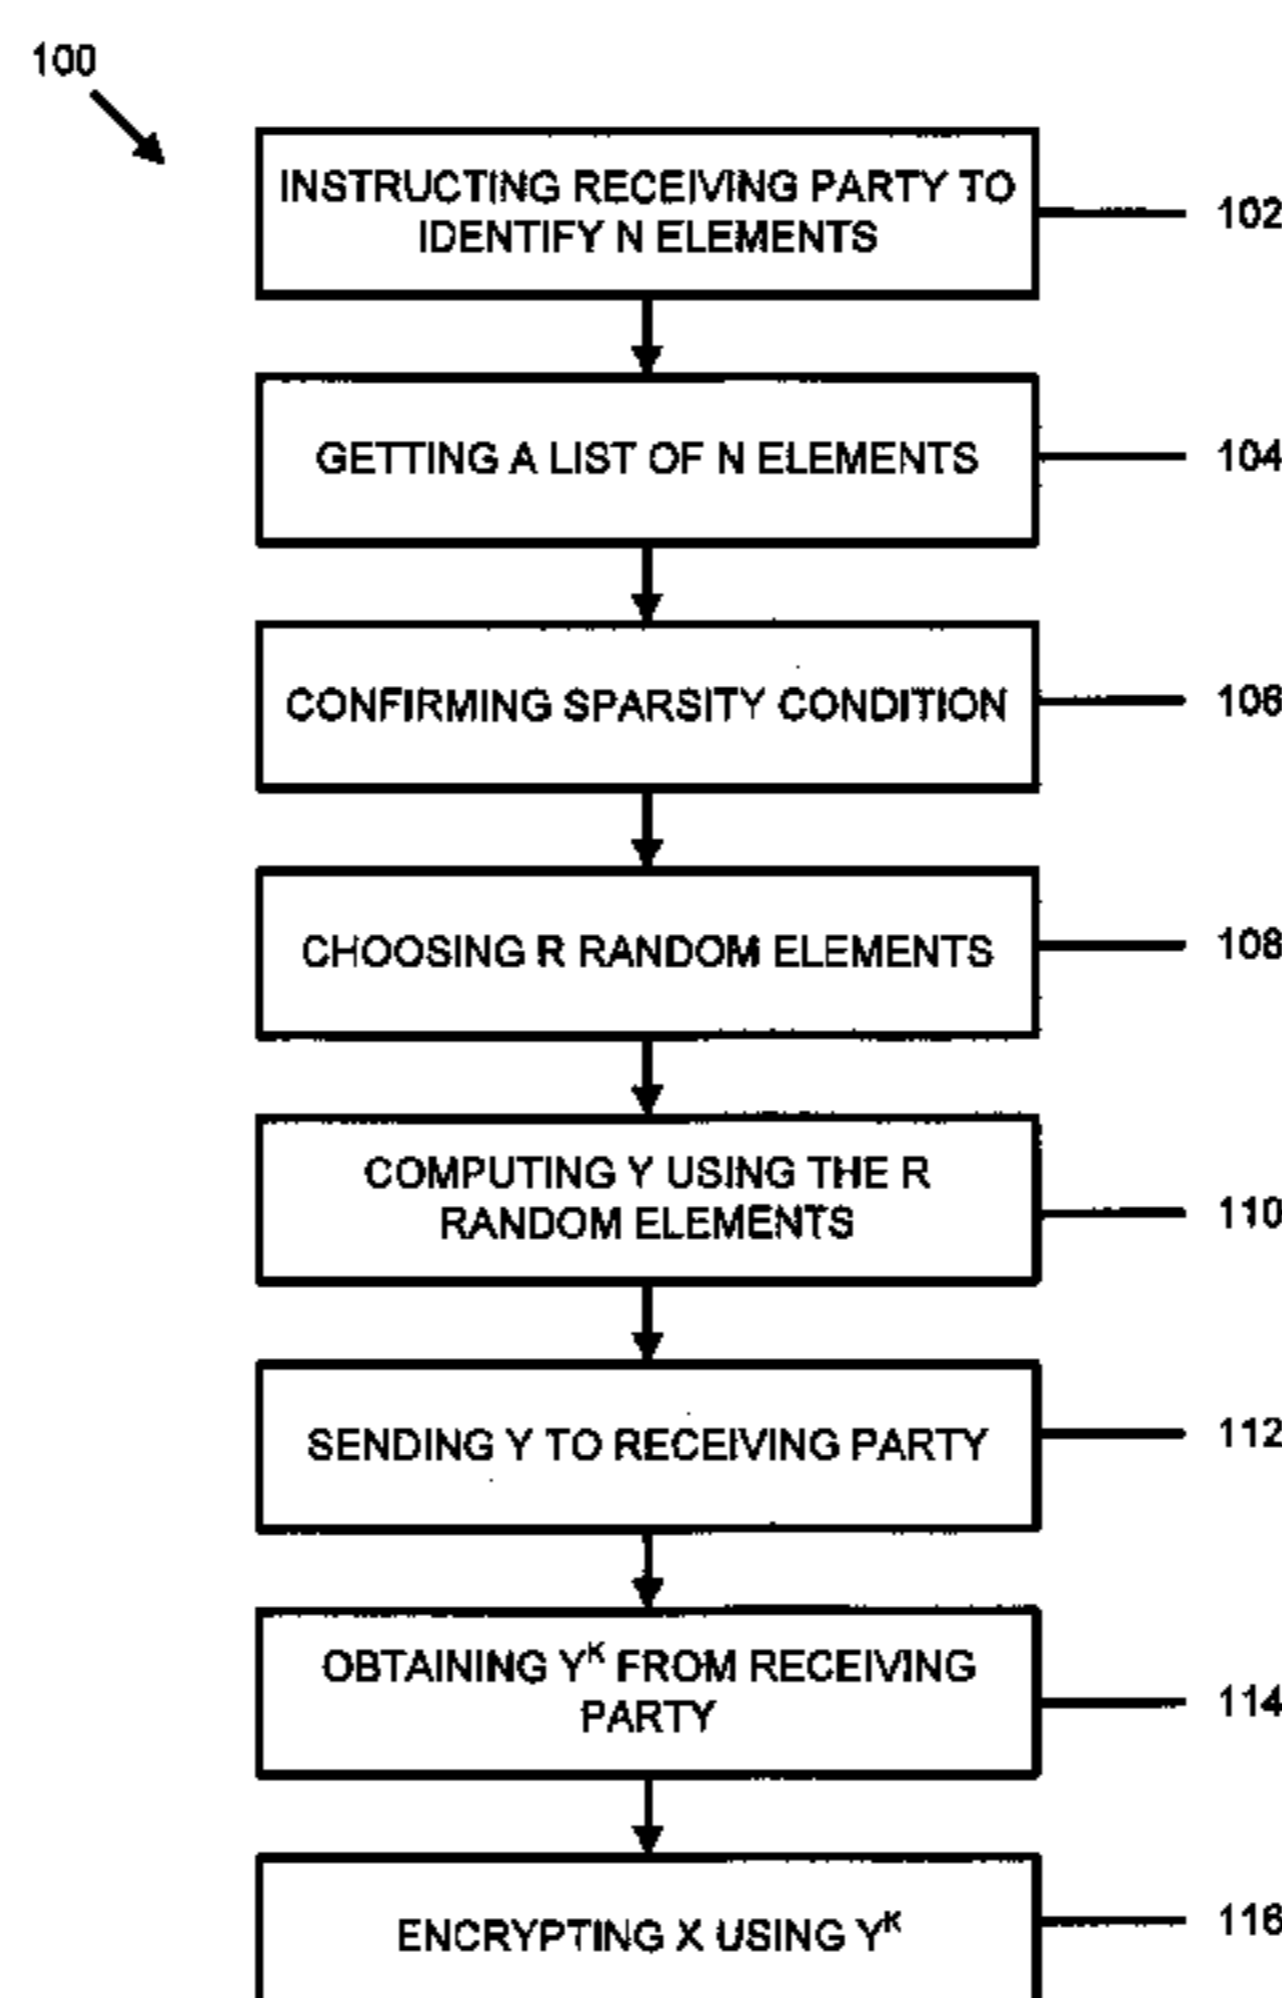 100
INSTRUCTING RECEIVING PARTY TO
IDENTIFY N ELEMENTS
102
GETTING A LIST OF N ELEMENTS
104
CONFIRMING SPARSITY CONDITION
106
CHOOSING R RANDOM ELEMENTS
108
COMPUTING Y USING THE R
RANDOM ELEMENTS
110
SENDING Y TO RECEIVING PARTY
112
OBTAINING Y^K FROM RECEIVING
PARTY
114
ENCRYPTING X USING Y^K
116